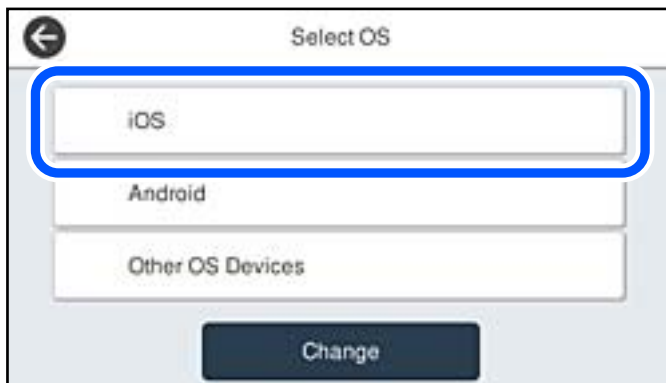 Select OS
iOS
Android
Other OS Devices
Change